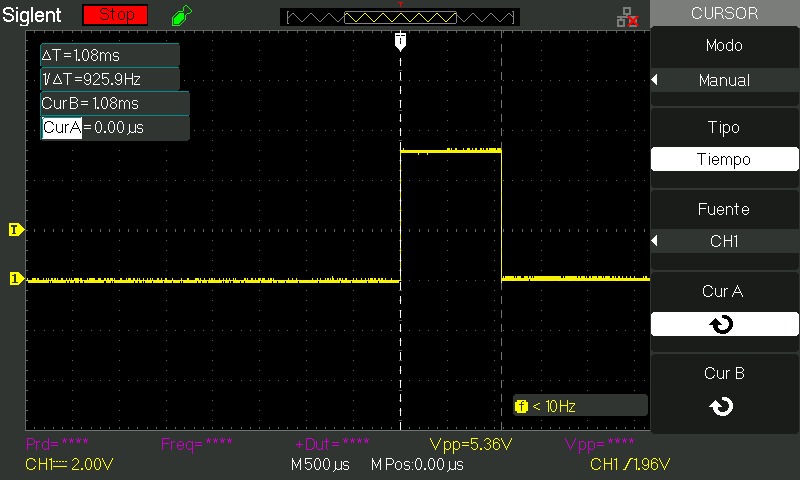 Siglent Stop T CURSOR
T
ΔT=1.08ms
1/ΔT=925.9Hz
CurB=1.08ms
CurA=0.00µs
Modo
Manual
Tipo
Tiempo
Fuente
CH1
Cur A
Cur B
T
1
f < 10Hz
Prd=**** Freq=**** +Dut=**** Vpp=5.36V Vpp=****
CH1 2.00V M 500µs M Pos:0.00µs CH1 /1.96V